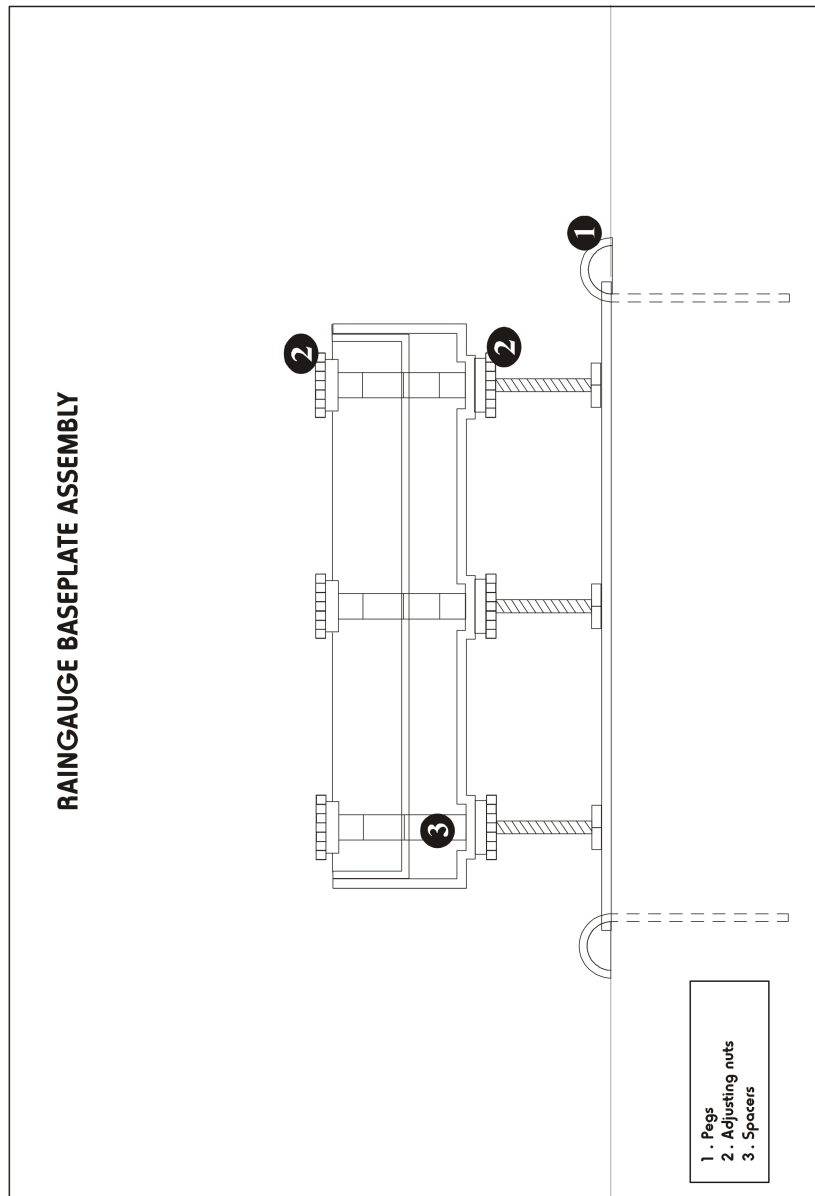 RAINGAUGE BASEPLATE ASSEMBLY
2
2
1
3
1 . Pegs
2 . Adjusting nuts
3 . Spacers